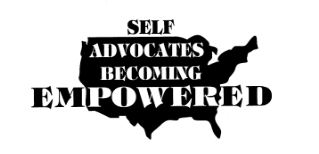 SELF
ADVOCATES
BECOMING
EMPOWERED